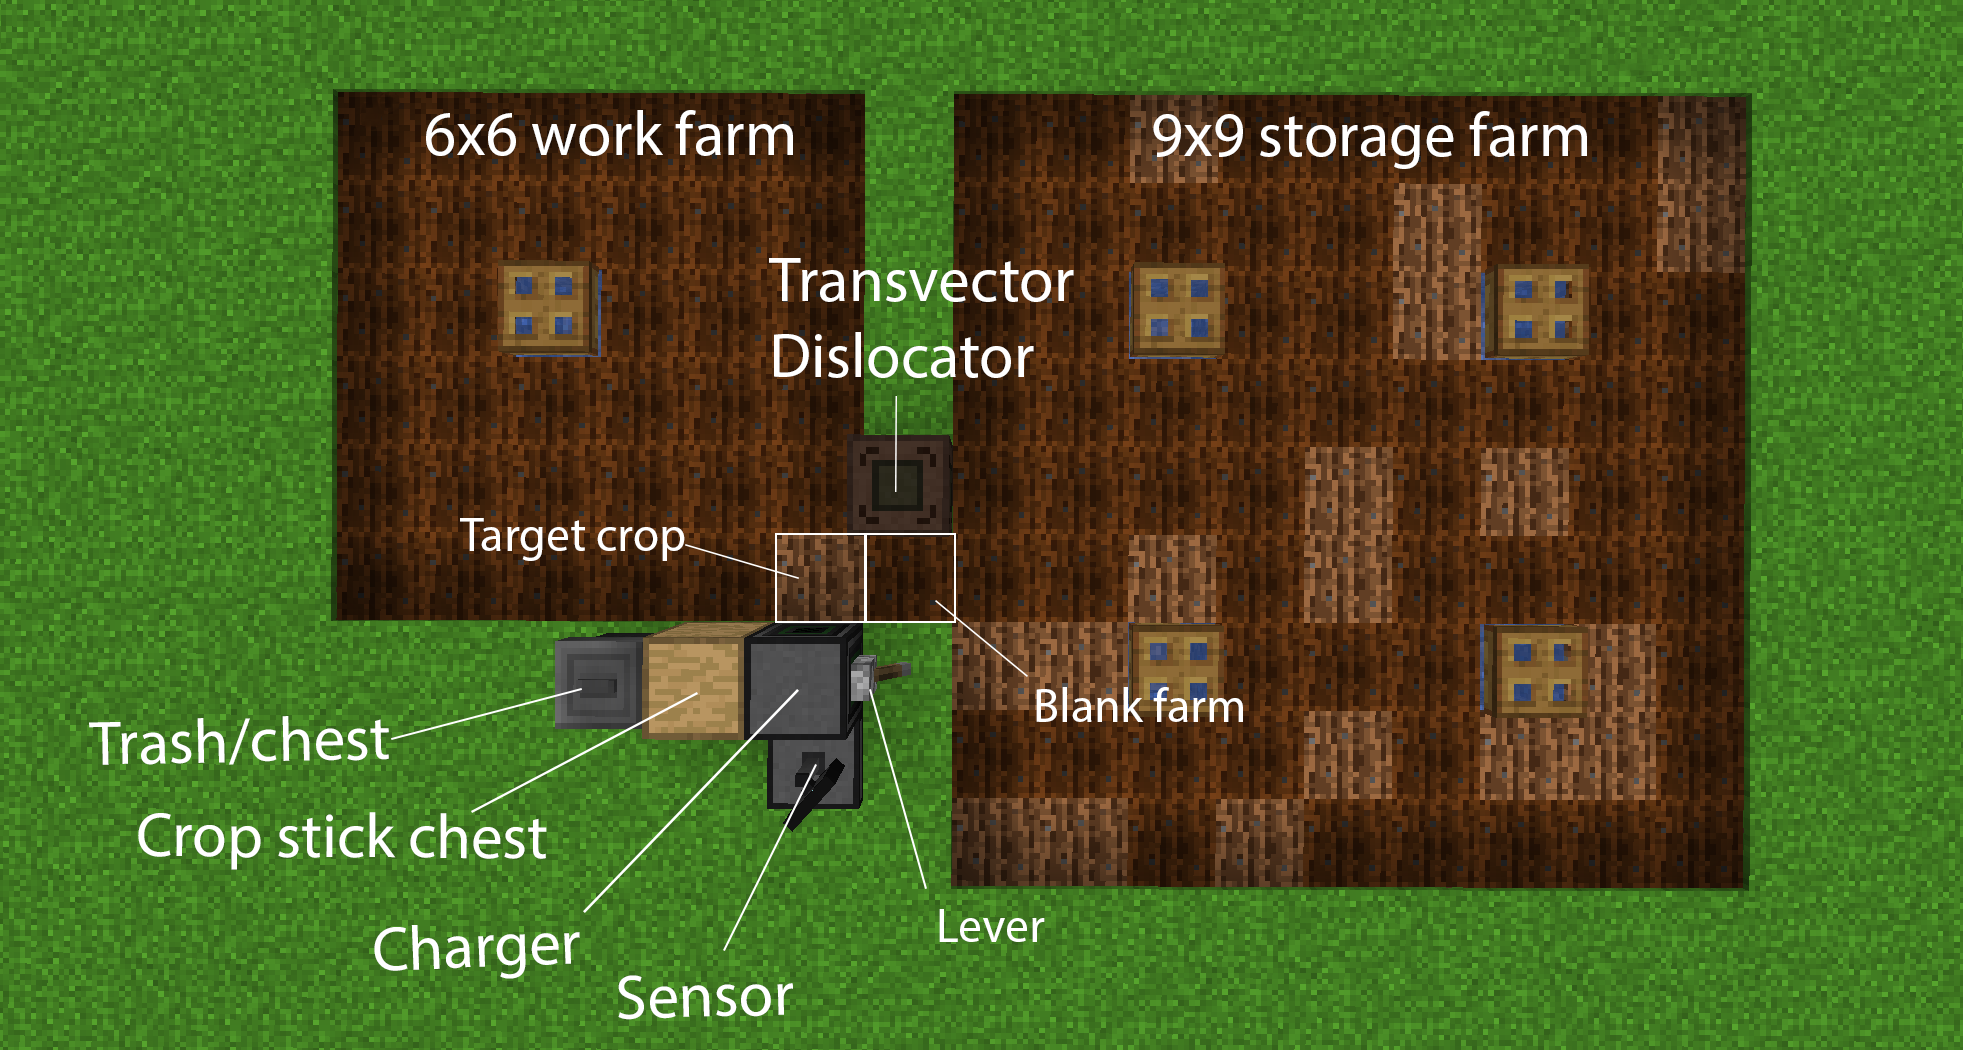 6x6 work farm
9x9 storage farm
Transvector
Dislocator
Target crop
Blank farm
Trash/chest
Crop stick chest
Charger
Lever
Sensor